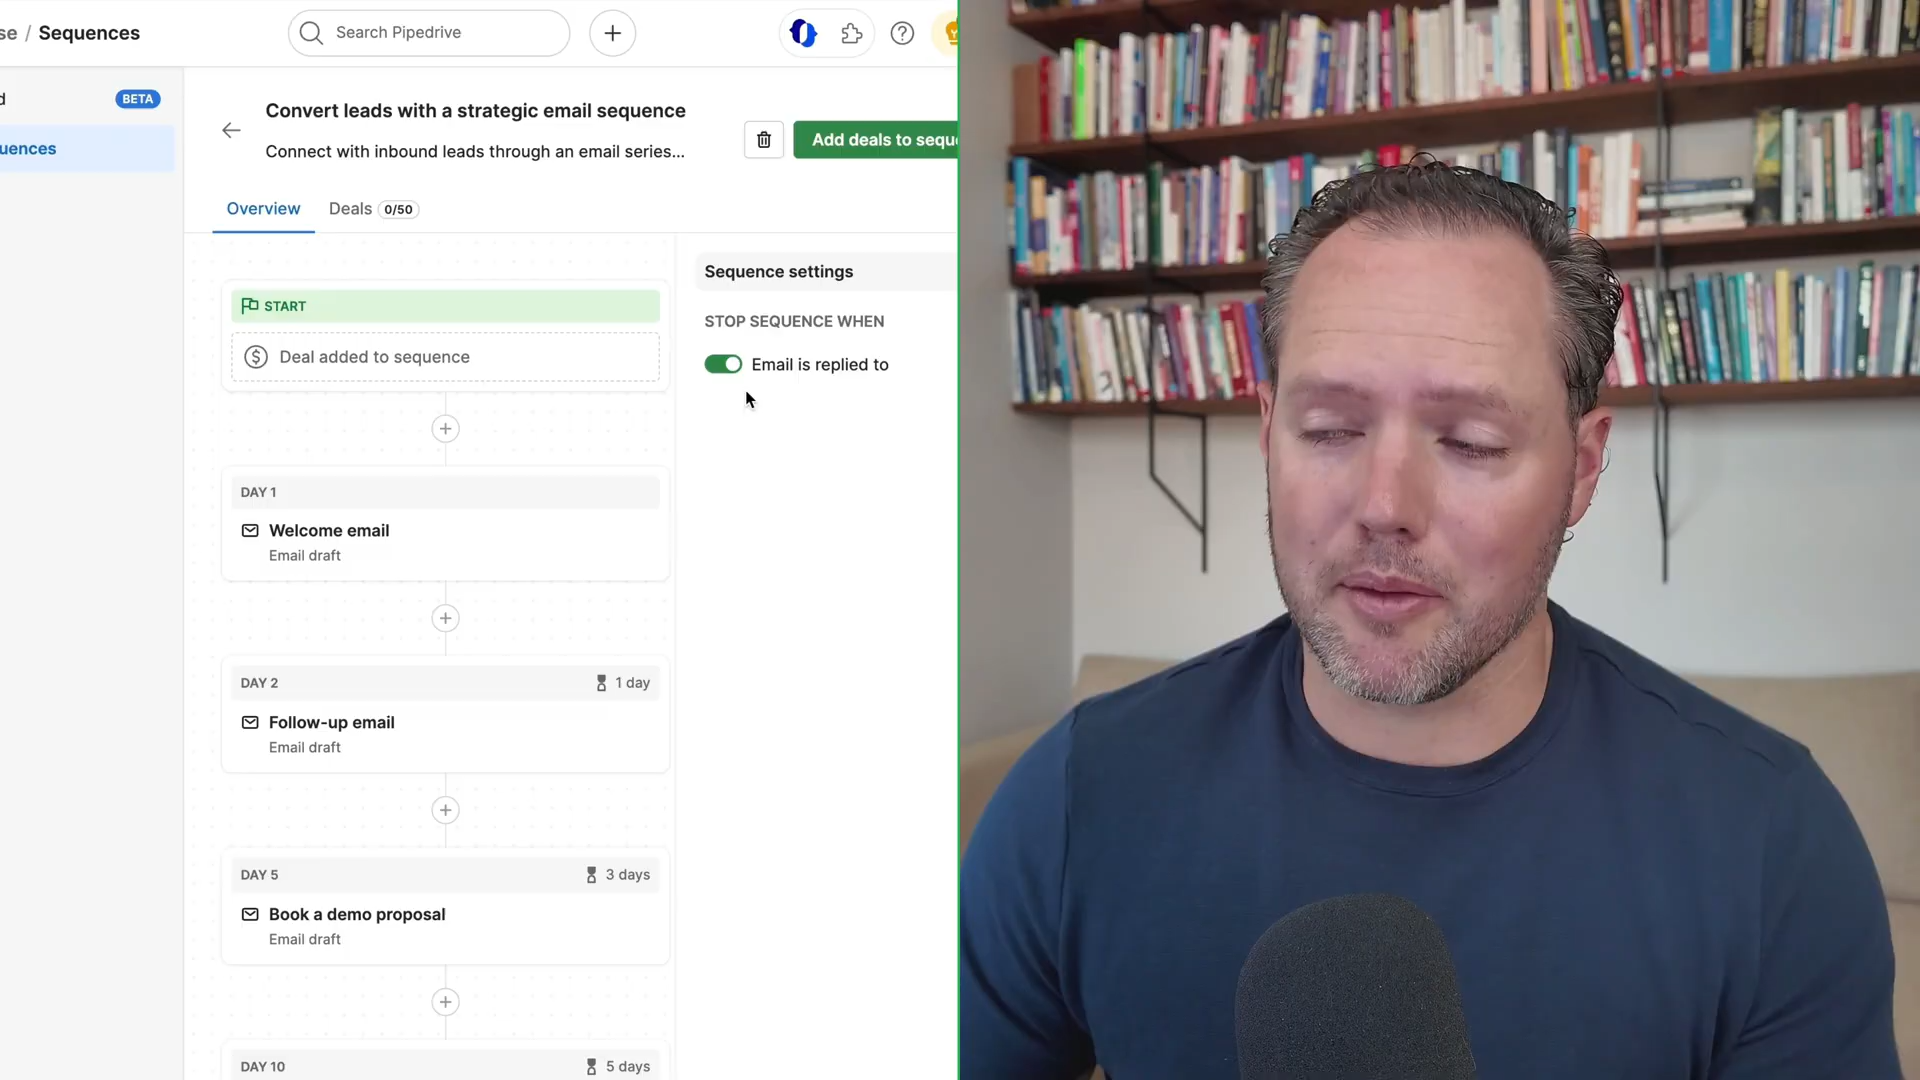 se / Sequences
Search Pipedrive
d
BETA
uences
Convert leads with a strategic email sequence
Connect with inbound leads through an email series...
Add deals to sequ
Overview
Deals 0/50
START
Deal added to sequence
DAY 1
Welcome email
Email draft
DAY 2
1 day
Follow-up email
Email draft
DAY 5
3 days
Book a demo proposal
Email draft
DAY 10
5 days
Sequence settings
STOP SEQUENCE WHEN
Email is replied to